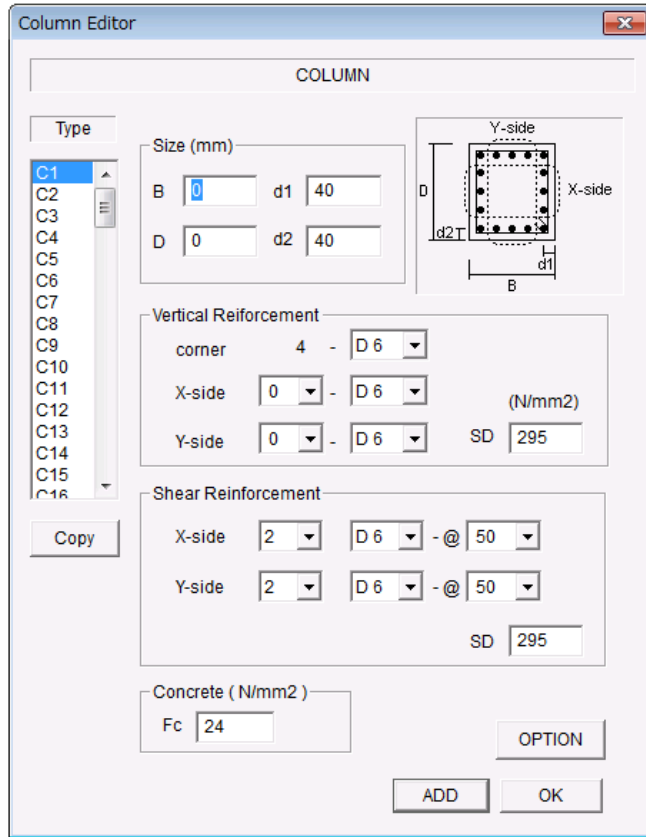 Column Editor
COLUMN
Type
C1
C2
C3
C4
C5
C6
C7
C8
C9
C10
C11
C12
C13
C14
C15
C16
Copy
Size (mm)
B 0 d1 40
D 0 d2 40
Y-side
D
X-side
d2
d1
B
Vertical Reiforcement
corner 4 - D 6
X-side 0 - D 6
(N/mm2)
Y-side 0 - D 6 SD 295
Shear Reinforcement
X-side 2 D 6 - @ 50
Y-side 2 D 6 - @ 50
SD 295
Concrete ( N/mm2 )
Fc 24
OPTION
ADD OK